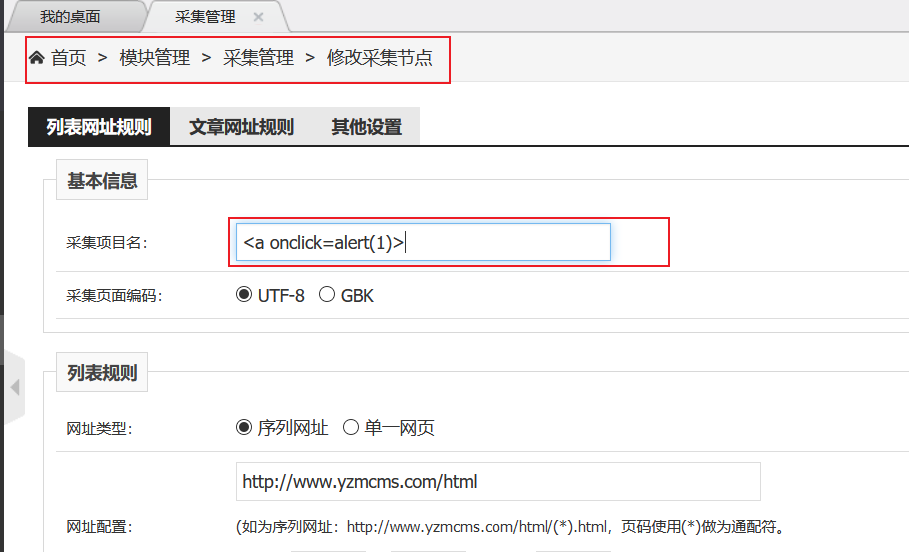 我的桌面 采集管理 ×
首页 > 模块管理 > 采集管理 > 修改采集节点
列表网址规则 文章网址规则 其他设置
基本信息
采集项目名: <a onclick=alert(1)>
采集页面编码: UTF-8 GBK
列表规则
网址类型: 序列网址 单一网页
http://www.yzmcms.com/html
网址配置: (如为序列网址：http://www.yzmcms.com/html/(*).html，页码使用(*)做为通配符。